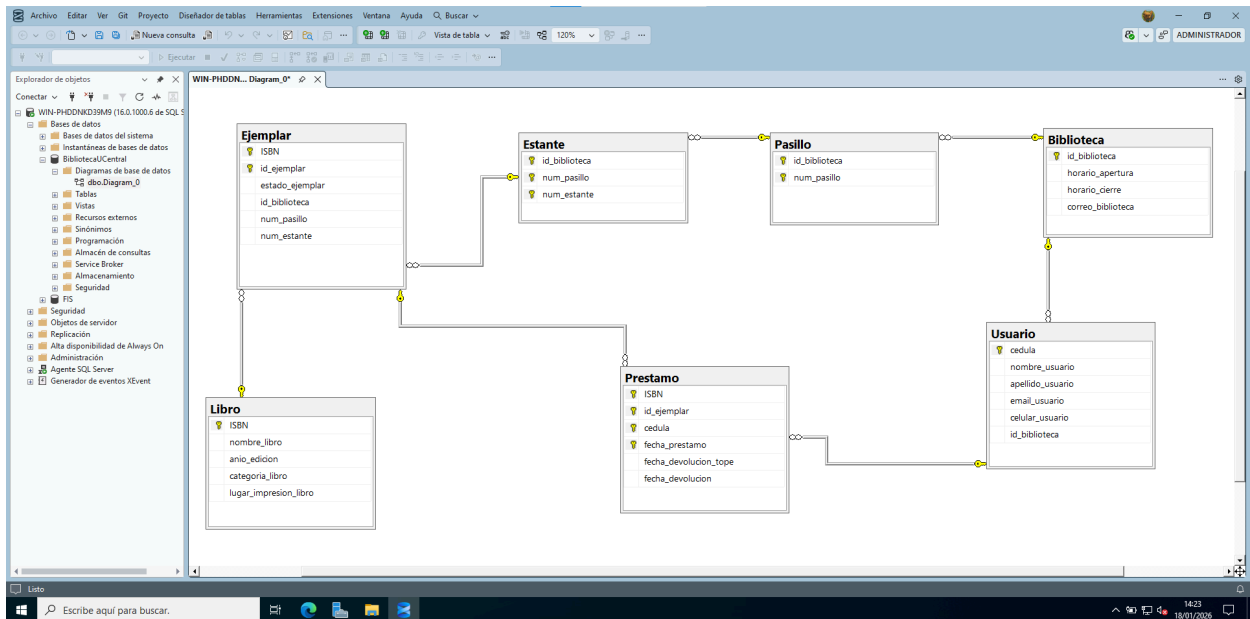 Archivo Editar Ver Git Proyecto Diseñador de tablas Herramientas Extensiones Ventana Ayuda Buscar
Nueva consulta Vista de tabla 120% ADMINISTRADOR
Ejecutar
Explorador de objetos
Conectar
WIN-PHDDNKD39M9 (16.0.1000.6 de SQL S
Bases de datos
Bases de datos del sistema
Instantáneas de bases de datos
BibliotecaUCentral
Diagramas de base de datos
dbo.Diagram_0
Tablas
Vistas
Recursos externos
Sinónimos
Programación
Almacén de consultas
Service Broker
Almacenamiento
Seguridad
FIS
Seguridad
Objetos de servidor
Replicación
Alta disponibilidad de Always On
Administración
Agente SQL Server
Generador de eventos XEvent
WIN-PHDDN... Diagram_0*
Ejemplar
ISBN
id_ejemplar
estado_ejemplar
id_biblioteca
num_pasillo
num_estante
Estante
id_biblioteca
num_pasillo
num_estante
Pasillo
id_biblioteca
num_pasillo
Biblioteca
id_biblioteca
horario_apertura
horario_cierre
correo_biblioteca
Libro
ISBN
nombre_libro
anio_edicion
categoria_libro
lugar_impresion_libro
Prestamo
ISBN
id_ejemplar
cedula
fecha_prestamo
fecha_devolucion_tope
fecha_devolucion
Usuario
cedula
nombre_usuario
apellido_usuario
email_usuario
celular_usuario
id_biblioteca
Listo
Escribe aquí para buscar.
14:23
18/01/2026